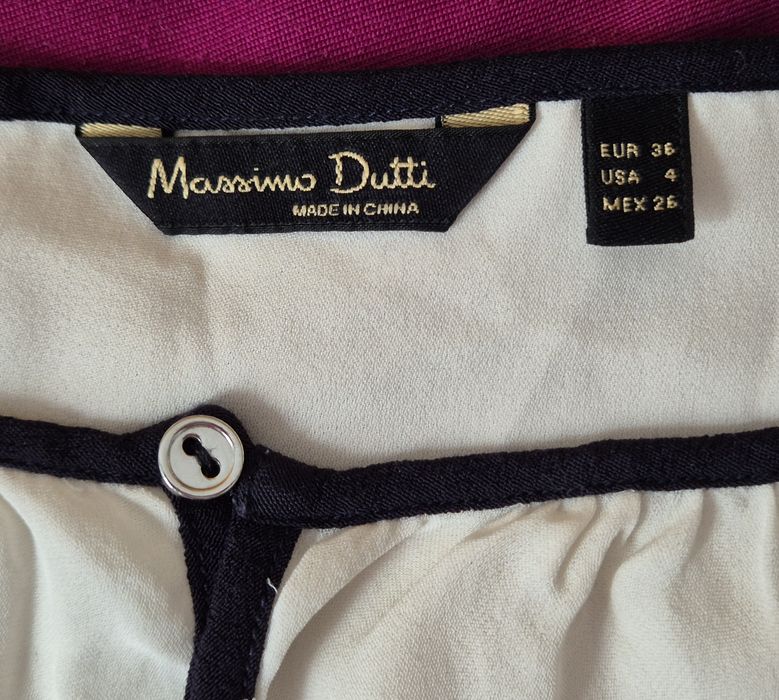 Massimo Dutti
MADE IN CHINA
EUR 36
USA 4
MEX 26